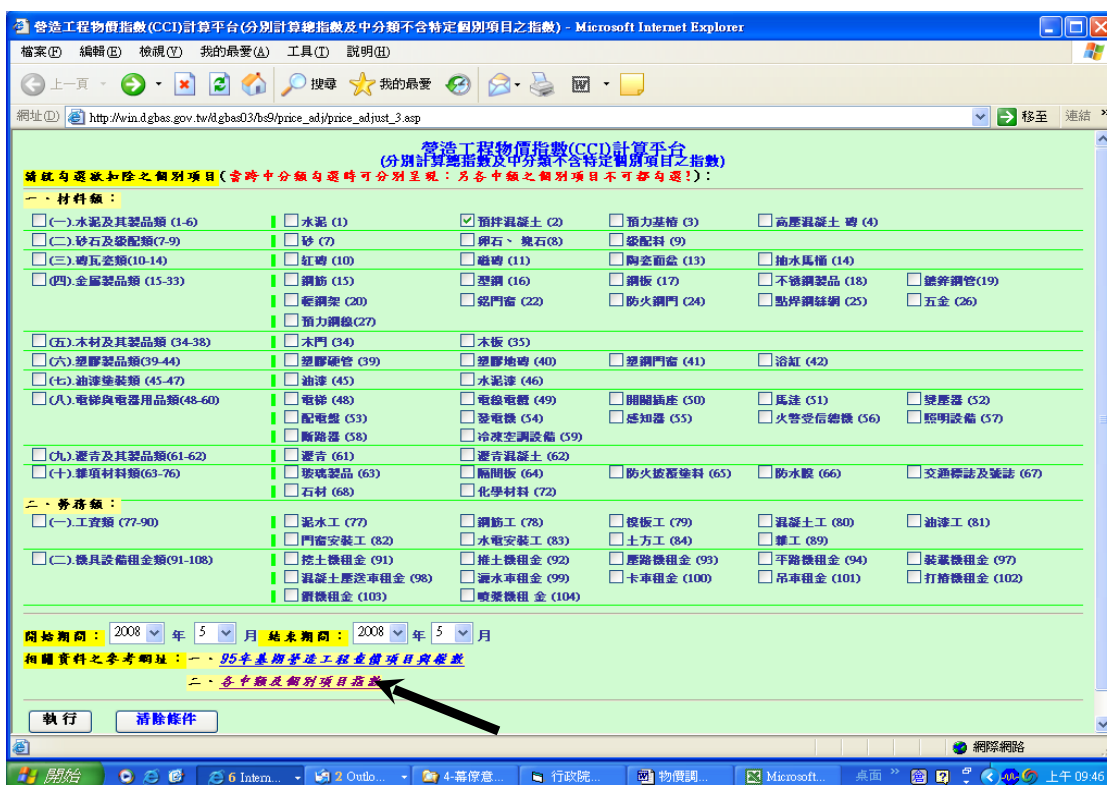 營造工程物價指數(CCI)計算平台(分別計算總指數及中分類不含特定個別項目之指數) - Microsoft Internet Explorer
檔案(F) 編輯(E) 檢視(V) 我的最愛(A) 工具(T) 說明(H)
上一頁 搜尋 我的最愛
網址(D) http://win.dgbas.gov.tw/dgbas03/bs9/price_adj/price_adjust_3.asp 移至 連結 »
營造工程物價指數(CCI)計算平台
(分別計算總指數及中分類不含特定個別項目之指數)
請就勾選欲扣除之個別項目(當跨中分類勾選時可分別呈現；另各中類之個別項目不可都勾選!)：
一、材料類：
(一).水泥及其製品類 (1-6) 水泥 (1) 預拌混凝土 (2) 預力基樁 (3) 高壓混凝土 磚 (4)
(二).砂石及級配類(7-9) 砂 (7) 卵石、 塊石(8) 級配料 (9)
(三).磚瓦瓷類(10-14) 紅磚 (10) 磁磚 (11) 陶瓷面盆 (13) 抽水馬桶 (14)
(四).金屬製品類 (15-33) 鋼筋 (15) 型鋼 (16) 鋼板 (17) 不銹鋼製品 (18) 鍍鋅鋼管(19)
輕鋼架 (20) 鋁門窗 (22) 防火鋼門 (24) 點焊鋼絲網 (25) 五金 (26)
預力鋼線(27)
(五).木材及其製品類 (34-38) 木門 (34) 木板 (35)
(六).塑膠製品類(39-44) 塑膠硬管 (39) 塑膠地磚 (40) 塑鋼門窗 (41) 浴缸 (42)
(七).油漆塗裝類 (45-47) 油漆 (45) 水泥漆 (46)
(八).電梯與電器用品類(48-60) 電梯 (48) 電線電纜 (49) 開關插座 (50) 馬達 (51) 變壓器 (52)
配電盤 (53) 發電機 (54) 感知器 (55) 火警受信總機 (56) 照明設備 (57)
斷路器 (58) 冷凍空調設備 (59)
(九).瀝青及其製品類(61-62) 瀝青 (61) 瀝青混凝土 (62)
(十).雜項材料類(63-76) 玻璃製品 (63) 隔間板 (64) 防火披覆塗料 (65) 防水膜 (66) 交通標誌及號誌 (67)
石材 (68) 化學材料 (72)
二、勞務類：
(一).工資類 (77-90) 泥水工 (77) 鋼筋工 (78) 模板工 (79) 混凝土工 (80) 油漆工 (81)
門窗安裝工 (82) 水電安裝工 (83) 土方工 (84) 雜工 (89)
(二).機具設備租金類(91-108) 挖土機租金 (91) 推土機租金 (92) 壓路機租金 (93) 平路機租金 (94) 裝載機租金 (97)
混凝土壓送車租金 (98) 灑水車租金 (99) 卡車租金 (100) 吊車租金 (101) 打樁機租金 (102)
鑽機租金 (103) 噴漿機租 金 (104)
開始期間： 2008 年 5 月 結束期間： 2008 年 5 月
相關資料之參考網址：一、95年基期營造工程查價項目與權數
二、各中類及個別項目指數
執行 清除條件
網際網路
開始 6 Intern... 2 Outlo... 4-幕僚意... 行政院... 物價調... Microsoft... 桌面 » 上午 09:46